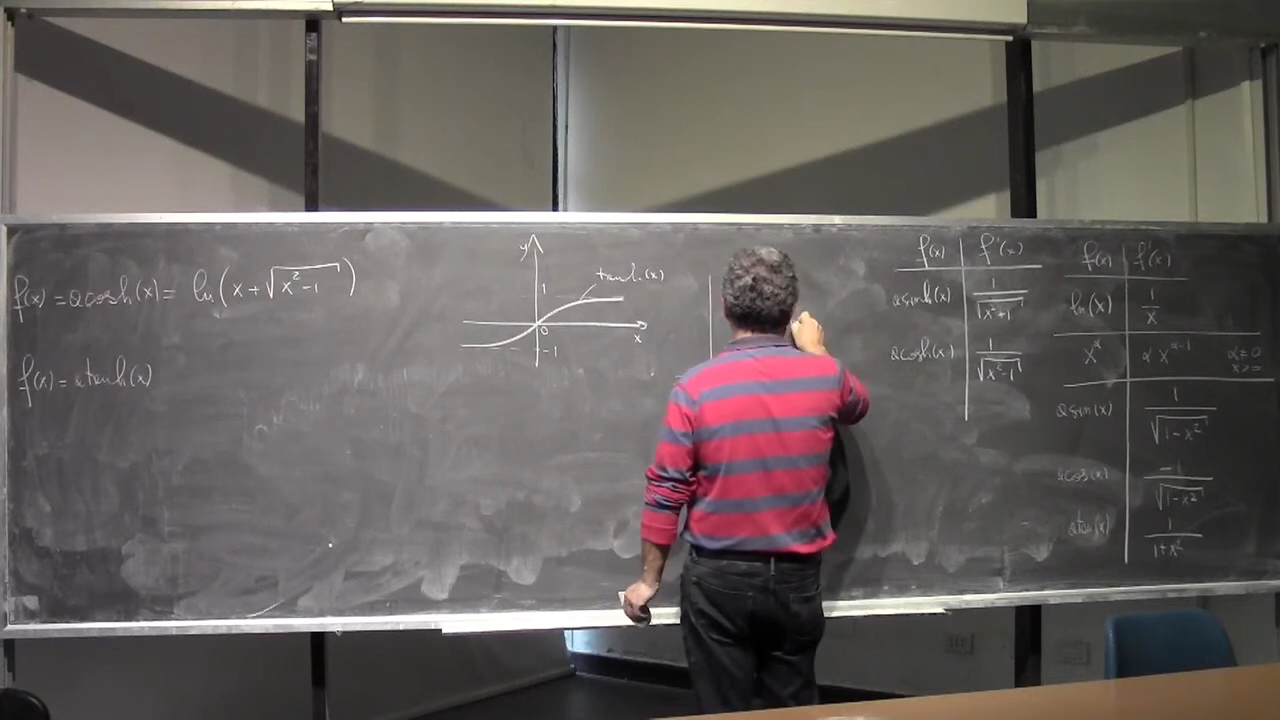 f(x) = acosh(x) = ln(x + √(x² - 1))
f(x) = atanh(x)
y
tanh(x)
1
0
x
-1
f(x) | f'(x)
asinh(x) | 1/√(x²+1)
acosh(x) | 1/√(x²-1)
f(x) | f'(x)
ln(x) | 1/x
x^α | α x^(α-1) α≠0 x>0
asin(x) | 1/√(1-x²)
acos(x) | -1/√(1-x²)
atan(x) | 1/(1+x²)